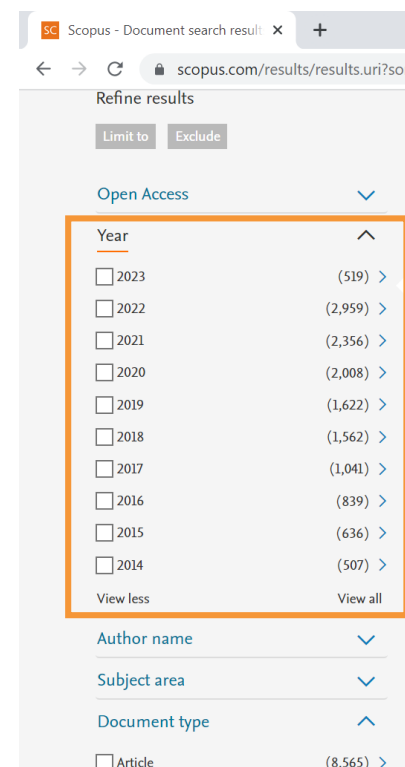 SC Scopus - Document search result
scopus.com/results/results.uri?so
Refine results
Limit to Exclude
Open Access
Year
2023 (519)
2022 (2,959)
2021 (2,356)
2020 (2,008)
2019 (1,622)
2018 (1,562)
2017 (1,041)
2016 (839)
2015 (636)
2014 (507)
View less View all
Author name
Subject area
Document type
Article (8,565)